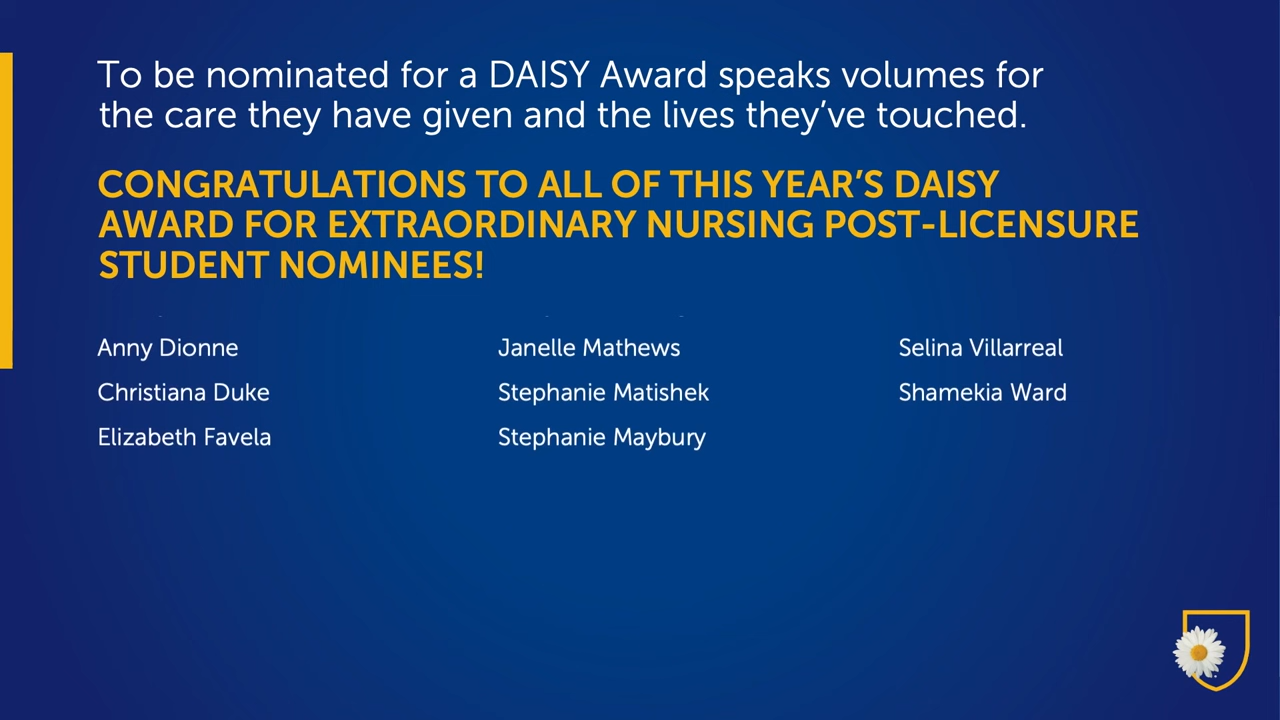 To be nominated for a DAISY Award speaks volumes for
the care they have given and the lives they’ve touched.
CONGRATULATIONS TO ALL OF THIS YEAR’S DAISY
AWARD FOR EXTRAORDINARY NURSING POST-LICENSURE
STUDENT NOMINEES!
Anny Dionne
Christiana Duke
Elizabeth Favela
Janelle Mathews
Stephanie Matishek
Stephanie Maybury
Selina Villarreal
Shamekia Ward